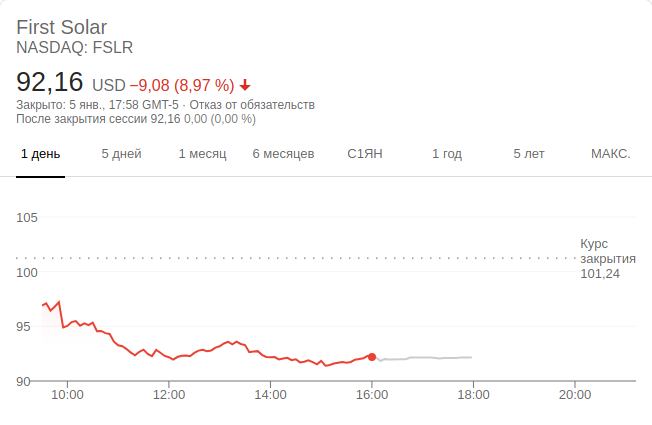 First Solar
NASDAQ: FSLR
92,16 USD −9,08 (8,97 %)
Закрыто: 5 янв., 17:58 GMT-5 · Отказ от обязательств
После закрытия сессии 92,16 0,00 (0,00 %)
1 день 5 дней 1 месяц 6 месяцев С1ЯН 1 год 5 лет МАКС.
105
Курс
закрытия
101,24
100
95
90
10:00 12:00 14:00 16:00 18:00 20:00